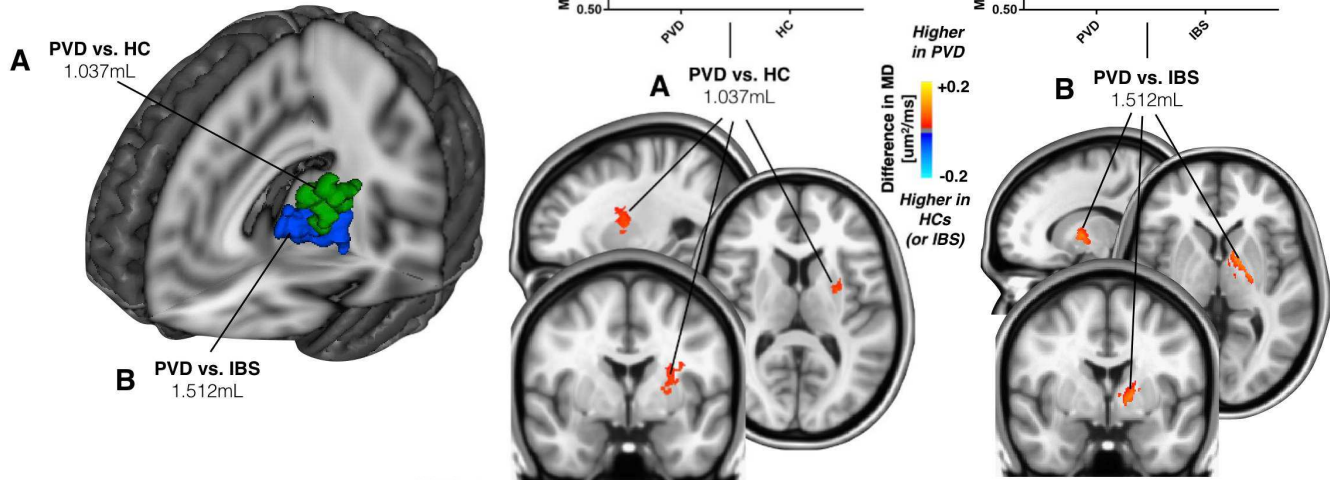 A
PVD vs. HC
1.037mL
B
PVD vs. IBS
1.512mL
0.50
PVD
HC
A
PVD vs. HC
1.037mL
Higher
in PVD
Difference in MD
[um²/ms]
+0.2
-0.2
Higher in
HCs
(or IBS)
0.50
PVD
IBS
B
PVD vs. IBS
1.512mL